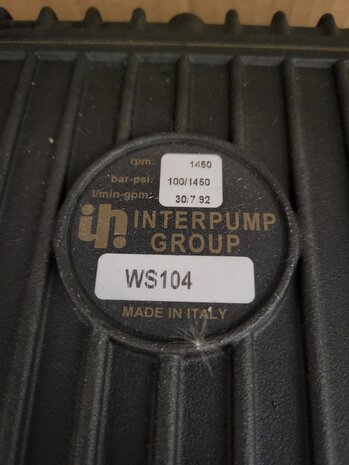 rpm: 1450
bar-psi: 100/1450
l/min-gpm: 30/7.92
INTERPUMP
GROUP
WS104
MADE IN ITALY